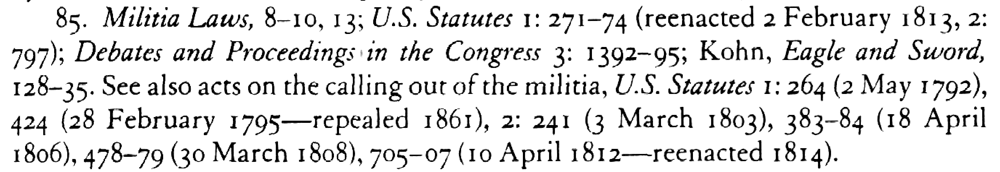 85. Militia Laws, 8–10, 13; U.S. Statutes 1: 271–74 (reenacted 2 February 1813, 2:
797); Debates and Proceedings in the Congress 3: 1392–95; Kohn, Eagle and Sword,
128–35. See also acts on the calling out of the militia, U.S. Statutes 1: 264 (2 May 1792),
424 (28 February 1795—repealed 1861), 2: 241 (3 March 1803), 383–84 (18 April
1806), 478–79 (30 March 1808), 705–07 (10 April 1812—reenacted 1814).